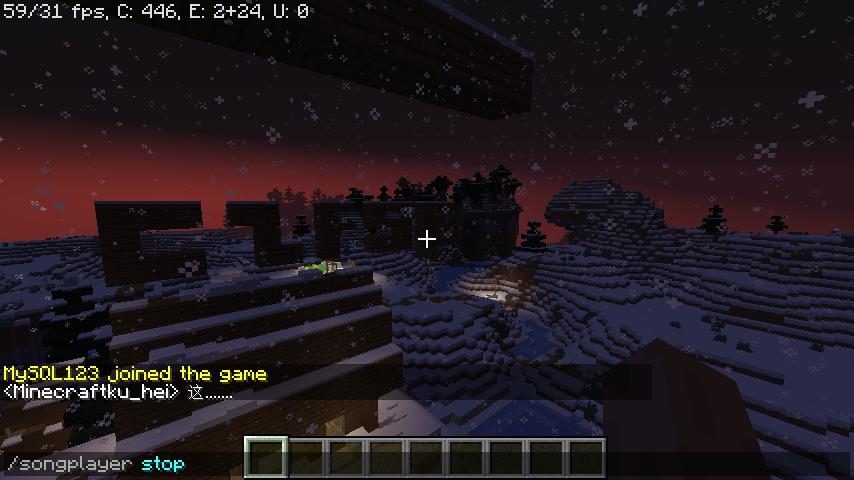 59/31 fps, C: 446, E: 2+24, U: 0
MySQL123 joined the game
<Minecraftku_hei> 这.......
/songplayer stop